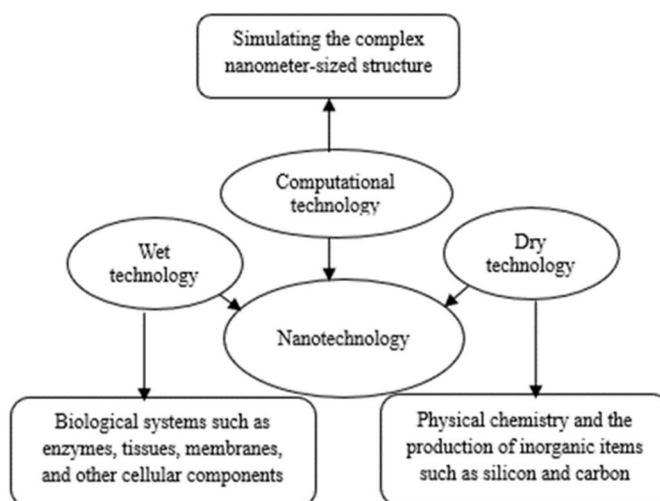 Simulating the complex
nanometer-sized structure
Computational
technology
Wet
technology
Dry
technology
Nanotechnology
Biological systems such as
enzymes, tissues, membranes,
and other cellular components
Physical chemistry and the
production of inorganic items
such as silicon and carbon